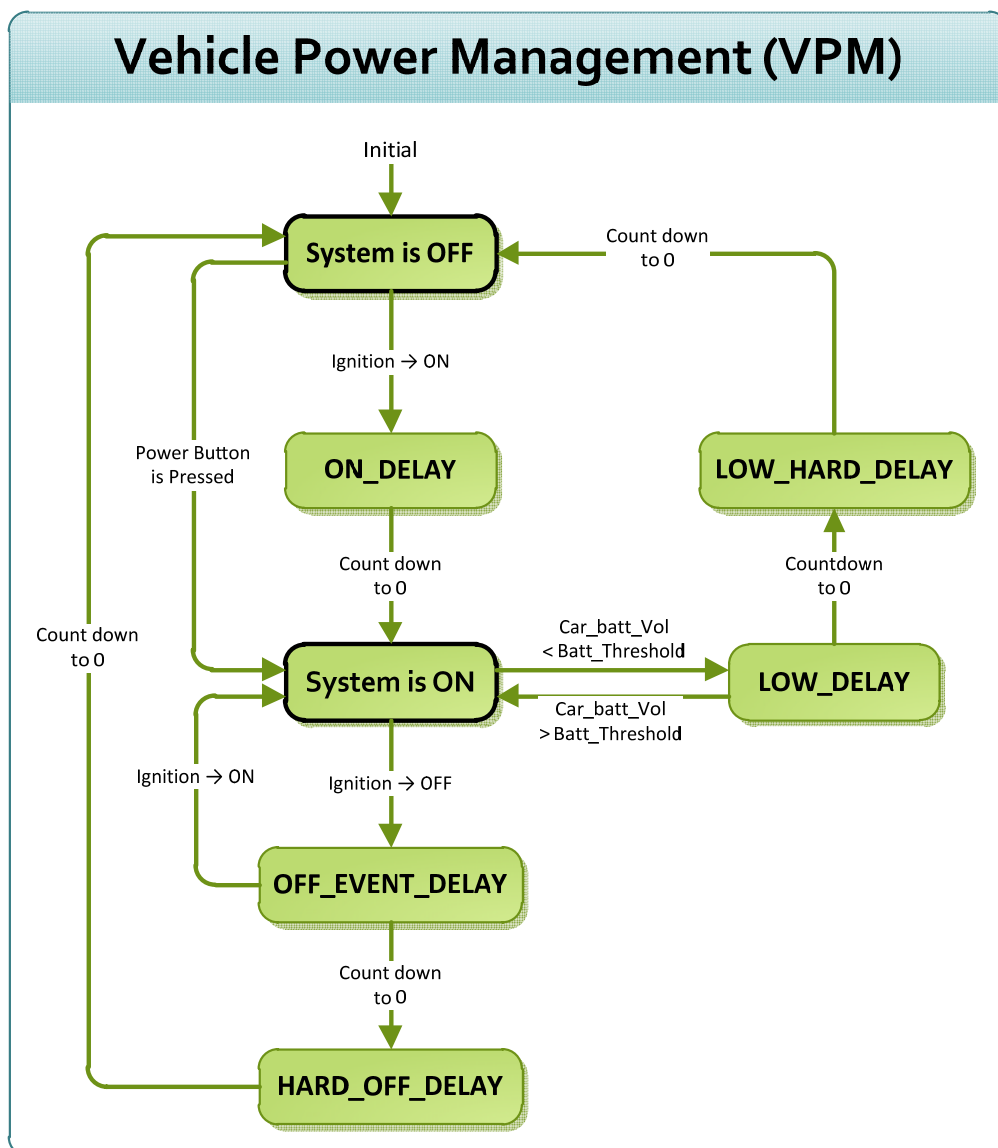 Vehicle Power Management (VPM)
Initial
System is OFF
Count down
to 0
Ignition → ON
Power Button
is Pressed
ON_DELAY
LOW_HARD_DELAY
Count down
to 0
Countdown
to 0
Count down
to 0
Car_batt_Vol
< Batt_Threshold
System is ON
LOW_DELAY
Car_batt_Vol
> Batt_Threshold
Ignition → ON
Ignition → OFF
OFF_EVENT_DELAY
Count down
to 0
HARD_OFF_DELAY